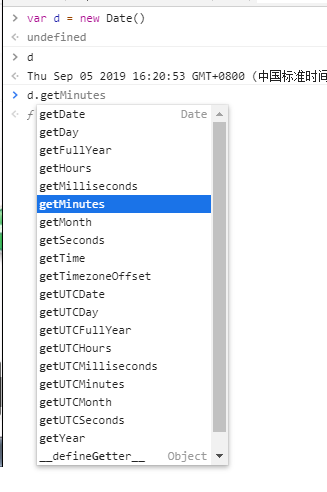 > var d = new Date()
< undefined
> d
< Thu Sep 05 2019 16:20:53 GMT+0800 (中国标准时间
> d.getMinutes
< f
getDate Date
getDay
getFullYear
getHours
getMilliseconds
getMinutes
getMonth
getSeconds
getTime
getTimezoneOffset
getUTCDate
getUTCDay
getUTCFullYear
getUTCHours
getUTCMilliseconds
getUTCMinutes
getUTCMonth
getUTCSeconds
getYear
__defineGetter__ Object